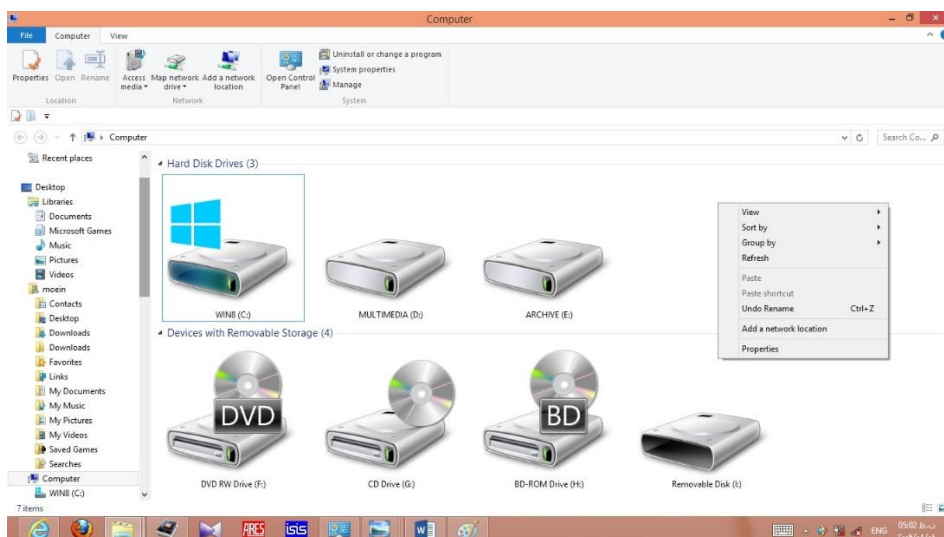 Computer
File Computer View
Properties Open Rename
Access media Map network drive Add a network location
Open Control Panel
Uninstall or change a program
System properties
Manage
Location Network System
Computer
Search Co...
Recent places
Desktop
Libraries
Documents
Microsoft Games
Music
Pictures
Videos
moein
Contacts
Desktop
Downloads
Downloads
Favorites
Links
My Documents
My Music
My Pictures
My Videos
Saved Games
Searches
Computer
WIN8 (C:)
Hard Disk Drives (3)
WIN8 (C:) MULTIMEDIA (D:) ARCHIVE (E:)
Devices with Removable Storage (4)
DVD BD
DVD RW Drive (F:) CD Drive (G:) BD-ROM Drive (H:) Removable Disk (I:)
View
Sort by
Group by
Refresh
Paste
Paste shortcut
Undo Rename Ctrl+Z
Add a network location
Properties
7 items
ARES isis
ENG 05:02